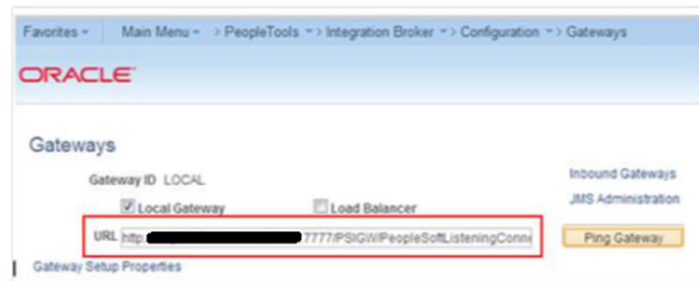 Favorites Main Menu > PeopleTools > Integration Broker > Configuration > Gateways
ORACLE
Gateways
Gateway ID LOCAL
Inbound Gateways
Local Gateway Load Balancer
JMS Administration
URL http: 7777/PSIGW/PeopleSoftListeningConne
Ping Gateway
Gateway Setup Properties